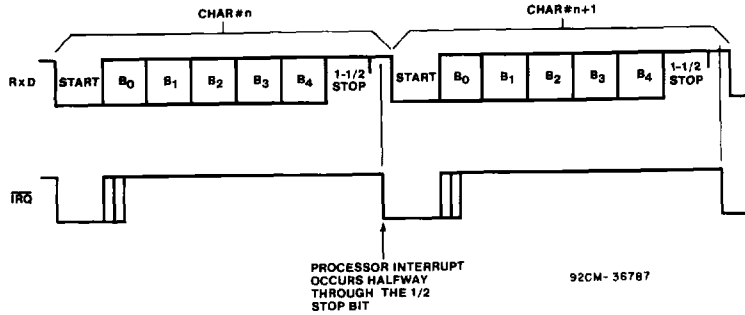 CHAR#n
CHAR#n+1
RxD START B0 B1 B2 B3 B4 1-1/2 STOP START B0 B1 B2 B3 B4 1-1/2 STOP
IRQ
PROCESSOR INTERRUPT
OCCURS HALFWAY
THROUGH THE 1/2
STOP BIT
92CM-36787